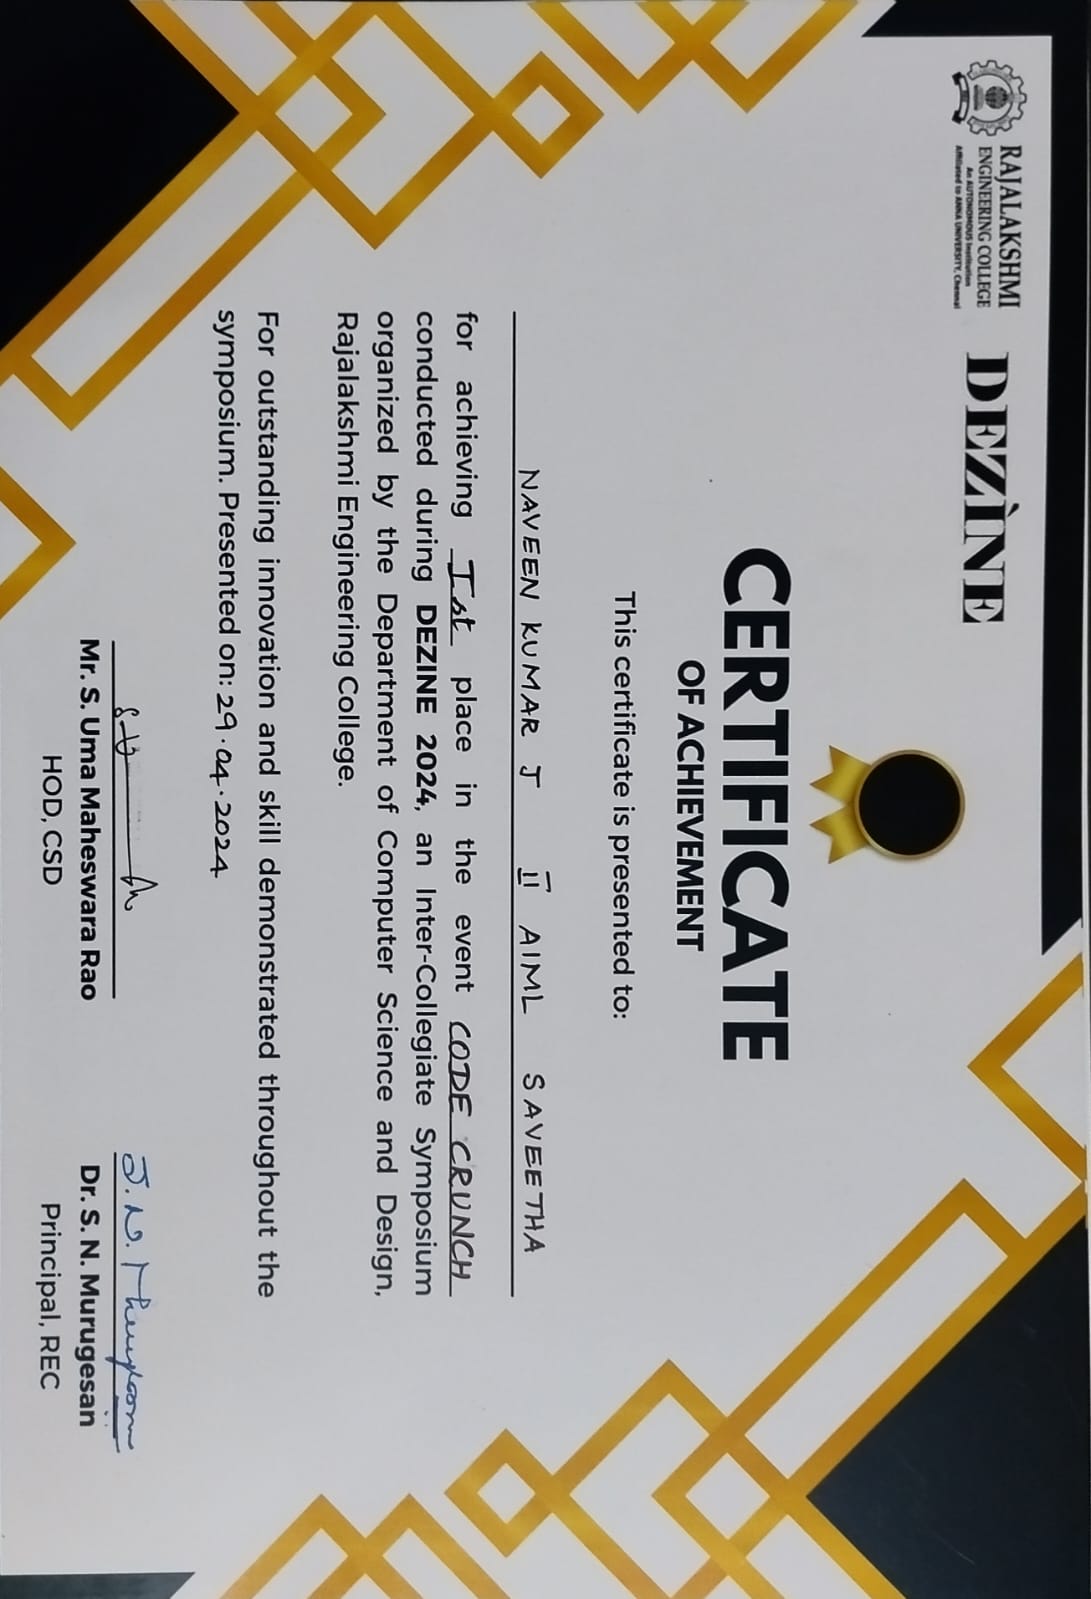 RAJALAKSHMI
ENGINEERING COLLEGE
An AUTONOMOUS Institution
Affiliated to ANNA UNIVERSITY, Chennai
DEZÌNE
CERTIFICATE
OF ACHIEVEMENT
This certificate is presented to:
NAVEEN KUMAR J II AIML SAVEETHA
for achieving Ist place in the event CODE CRUNCH
conducted during DEZINE 2024, an Inter-Collegiate Symposium
organized by the Department of Computer Science and Design,
Rajalakshmi Engineering College.
For outstanding innovation and skill demonstrated throughout the
symposium. Presented on: 29.04.2024
Mr. S. Uma Maheswara Rao
HOD, CSD
Dr. S. N. Murugesan
Principal, REC